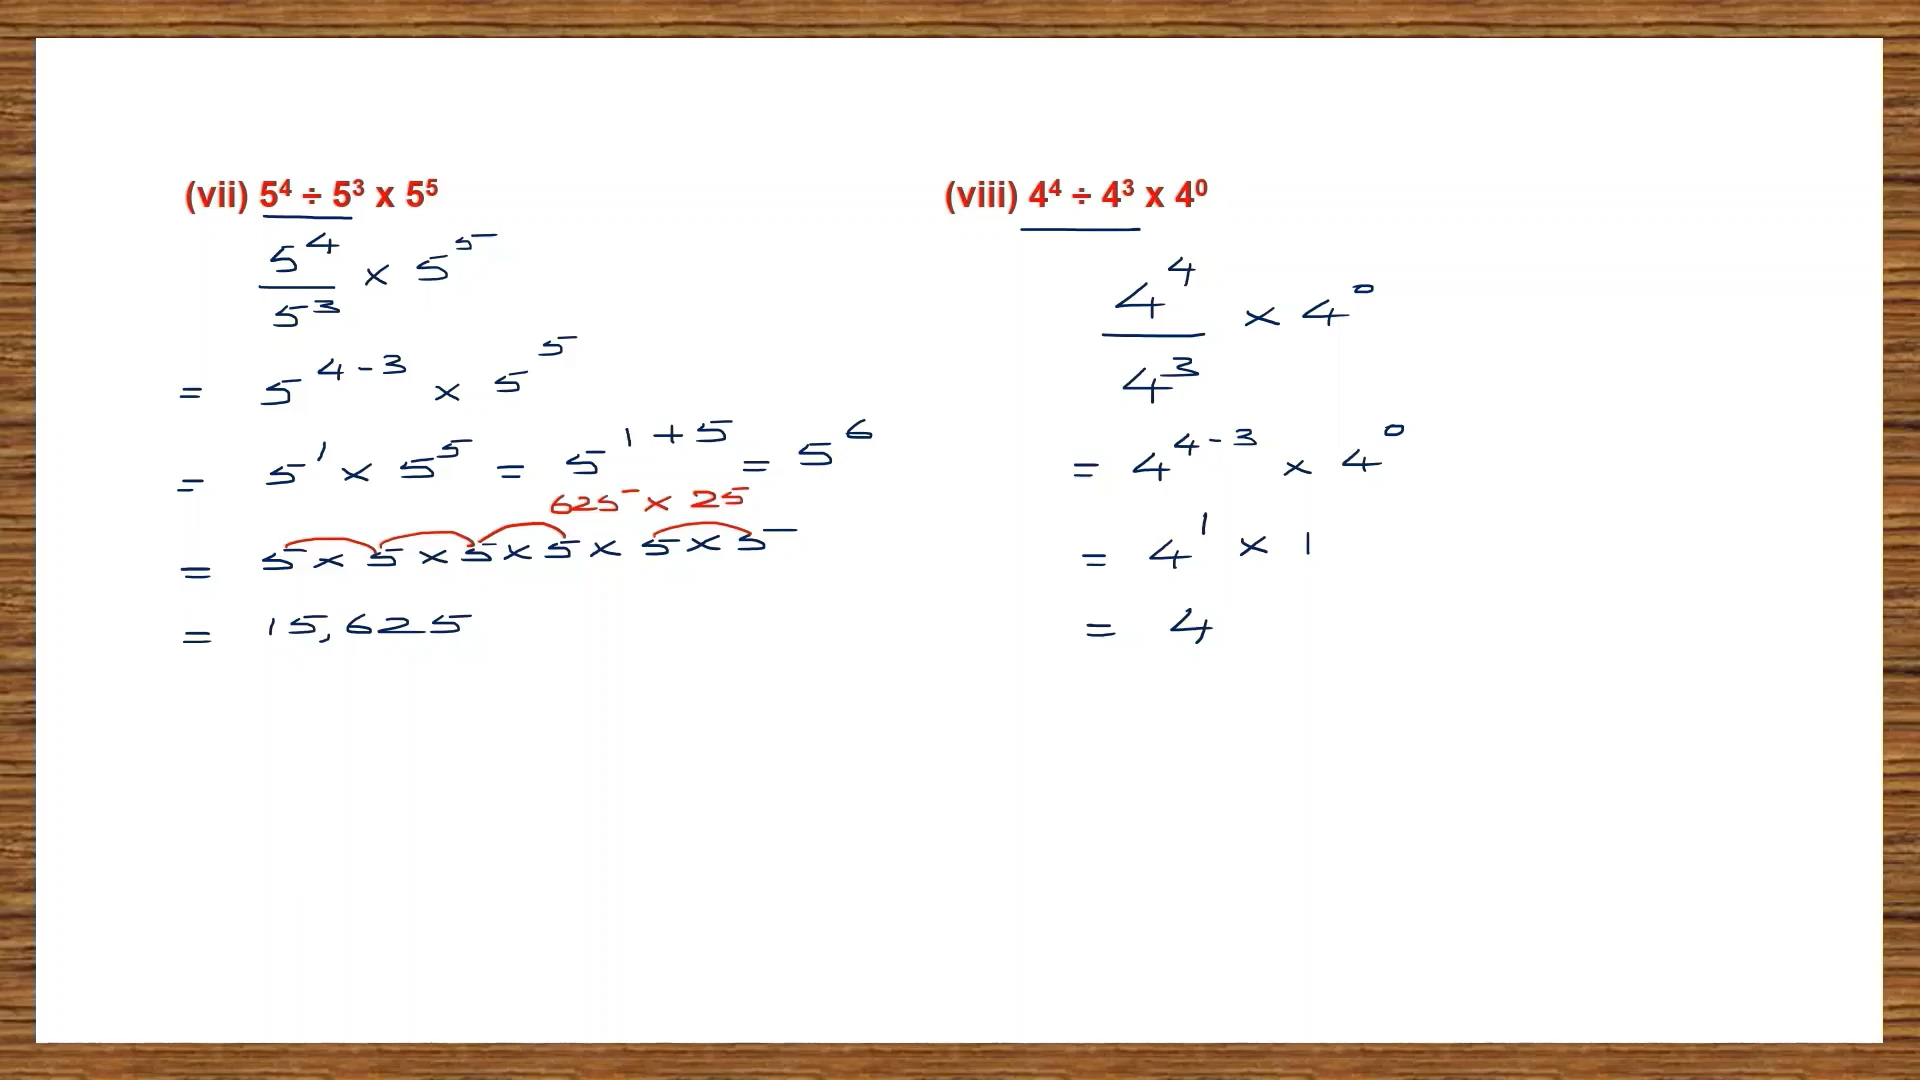 (vii) 5⁴ ÷ 5³ x 5⁵
5⁴/5³ × 5⁵
= 5⁴⁻³ × 5⁵
= 5¹ × 5⁵ = 5¹⁺⁵ = 5⁶
625 × 25
= 5 × 5 × 5 × 5 × 5 × 5
= 15,625
(viii) 4⁴ ÷ 4³ x 4⁰
4⁴/4³ × 4⁰
= 4⁴⁻³ × 4⁰
= 4¹ × 1
= 4